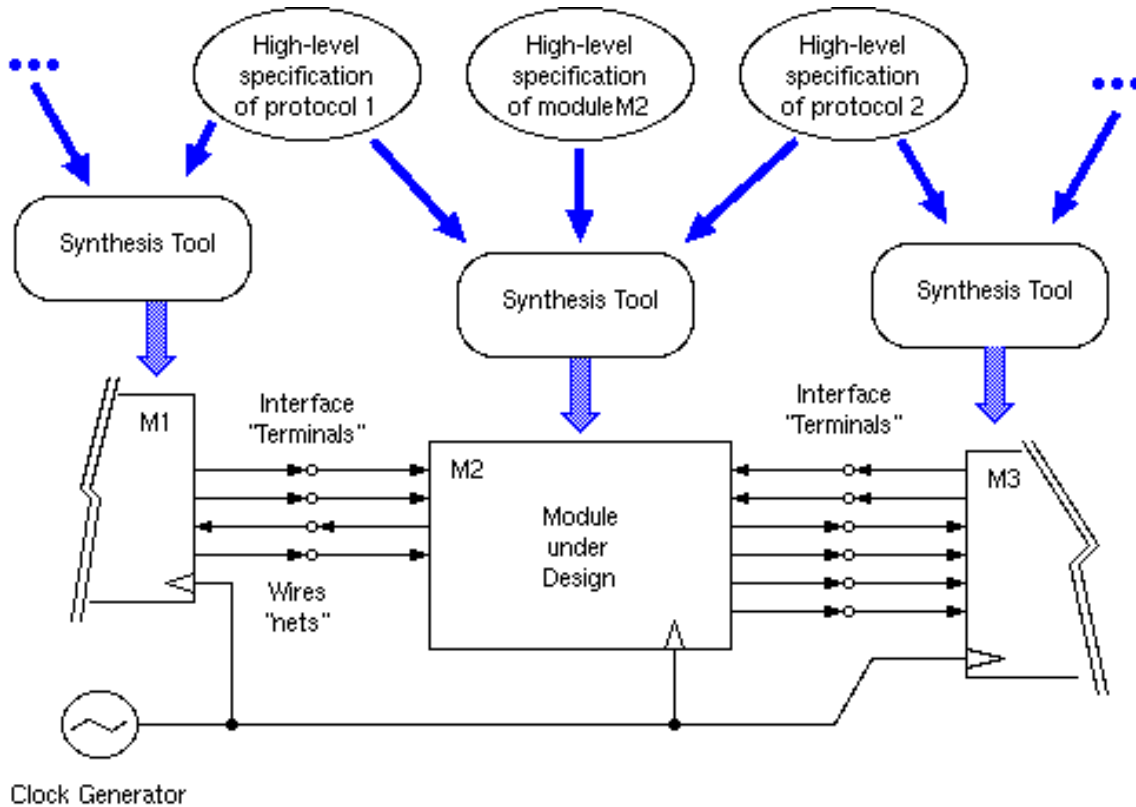 High-level
specification
of protocol 1
High-level
specification
of moduleM2
High-level
specification
of protocol 2
Synthesis Tool
Synthesis Tool
Synthesis Tool
M1
Interface
"Terminals"
Wires
"nets"
M2
Module
under
Design
Interface
"Terminals"
M3
Clock Generator